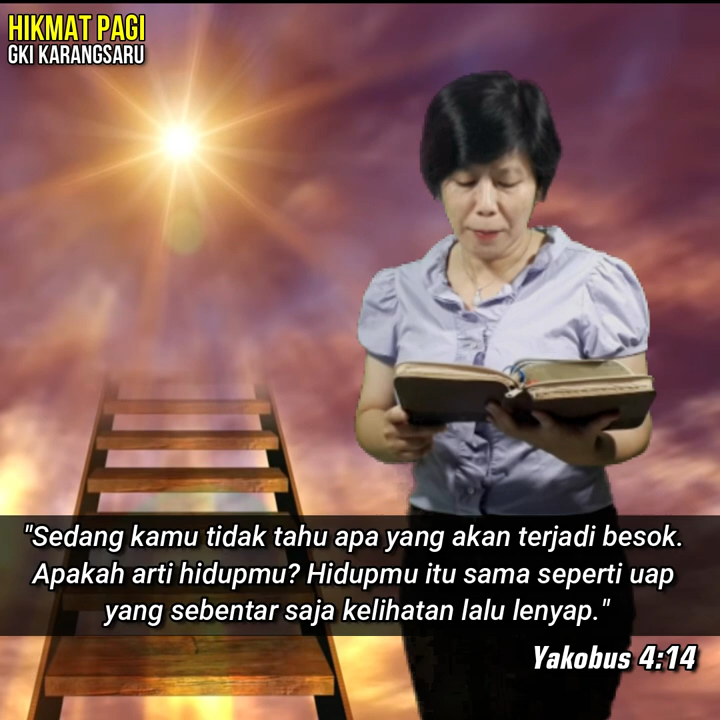 HIKMAT PAGI
GKI KARANGSARU
"Sedang kamu tidak tahu apa yang akan terjadi besok.
Apakah arti hidupmu? Hidupmu itu sama seperti uap
yang sebentar saja kelihatan lalu lenyap."
Yakobus 4:14